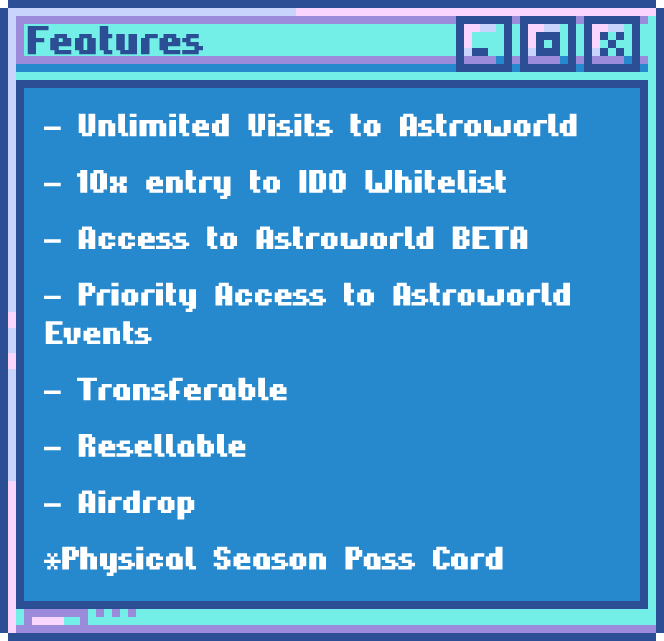 Features
- Unlimited Visits to Astroworld
- 10x entry to IDO Whitelist
- Access to Astroworld BETA
- Priority Access to Astroworld
Events
- Transferable
- Resellable
- Airdrop
*Physical Season Pass Card